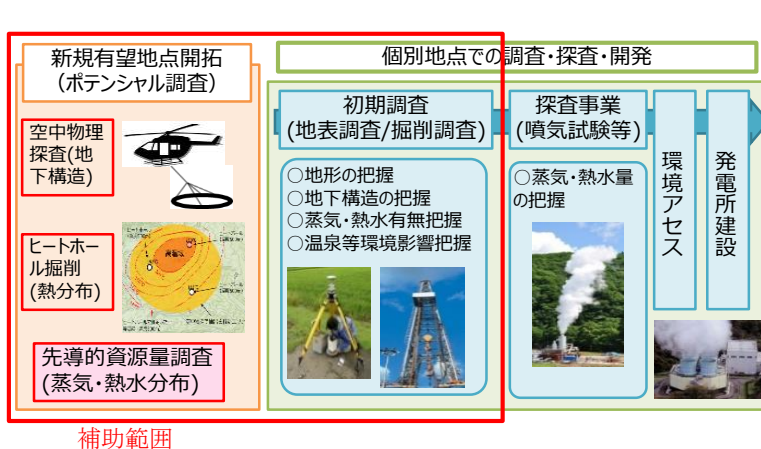 新規有望地点開拓
(ポテンシャル調査)
空中物理
探査(地
下構造)
ヒートホー
ル掘削
(熱分布)
先導的資源量調査
(蒸気・熱水分布)
個別地点での調査・探査・開発
初期調査
(地表調査/掘削調査)
○地形の把握
○地下構造の把握
○蒸気・熱水有無把握
○温泉等環境影響把握
探査事業
(噴気試験等)
○蒸気・熱水量
の把握
環境アセス
発電所建設
補助範囲